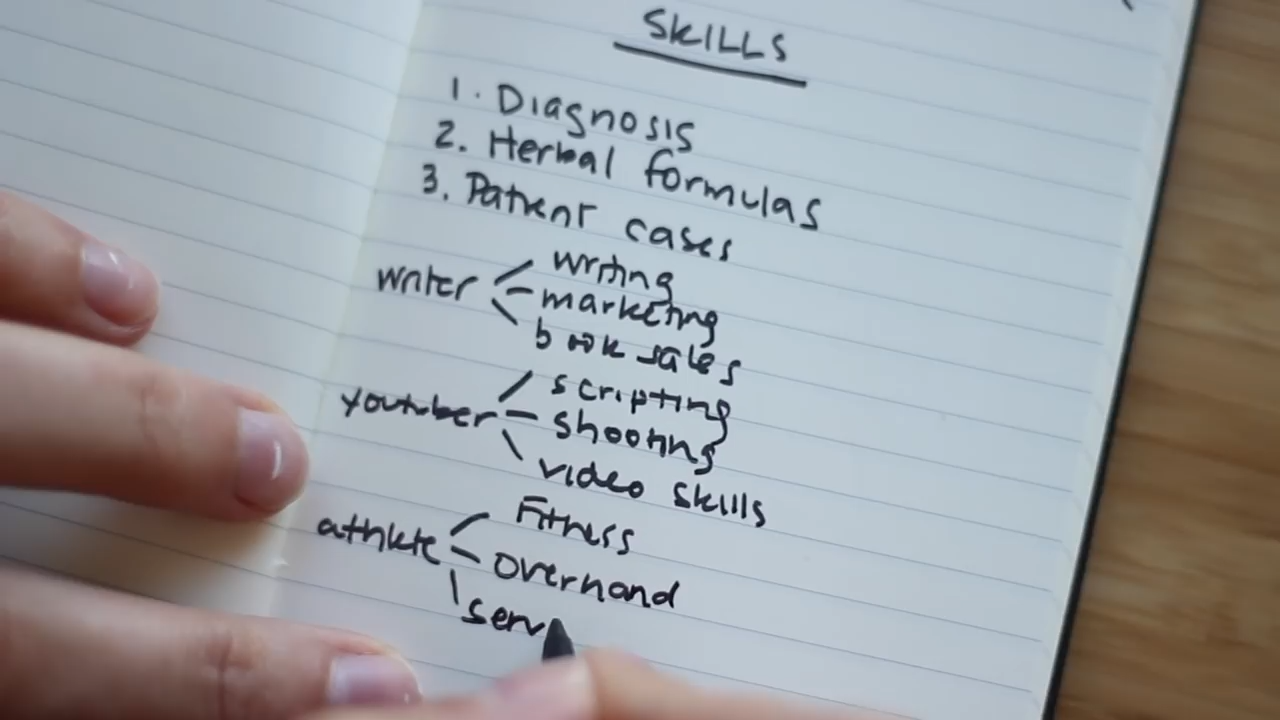 SKILLS
1. Diagnosis
2. Herbal formulas
3. Patient cases
writing
writer
marketing
book sales
scripting
youtuber
shooting
video skills
Fitness
athlete
overhand
serv